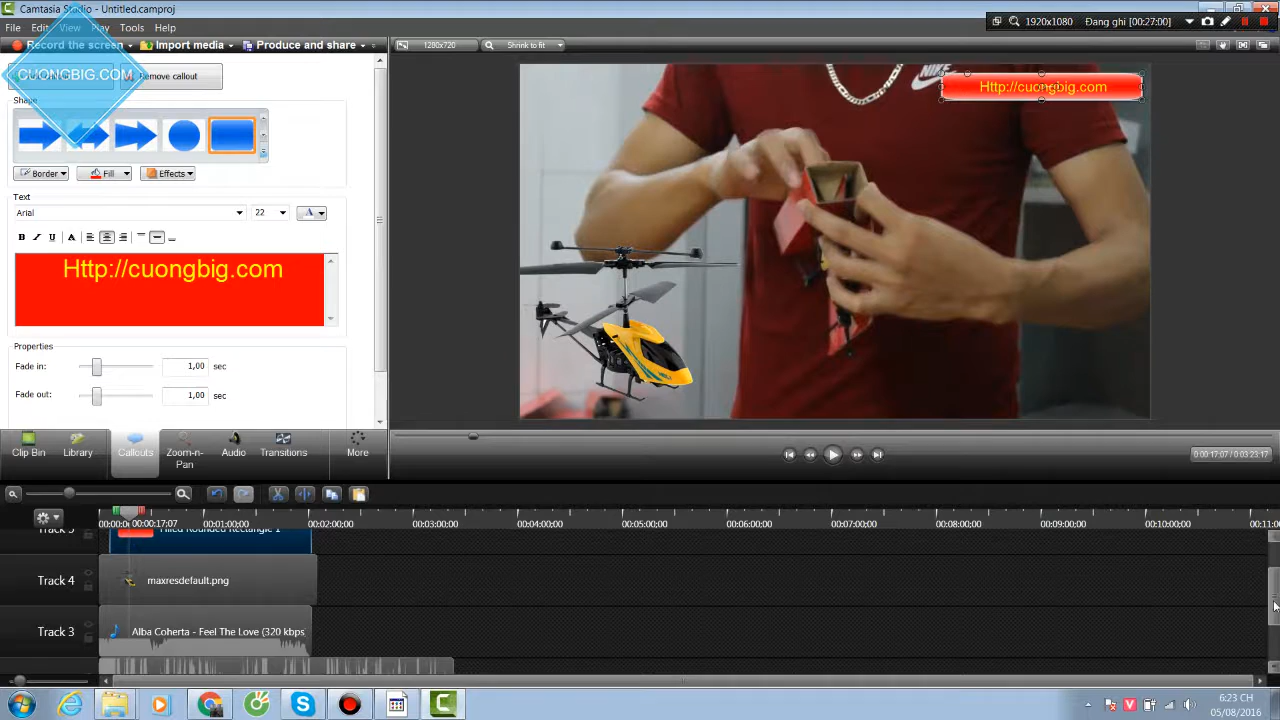 Camtasia Studio - Untitled.camproj
File Edit View Play Tools Help
1920x1080 Đang ghi [00:27:00]
Record the screen Import media Produce and share
1280x720 Shrink to fit
CUONGBIG.COM
Remove callout
Shape
Border Fill Effects
Text
Arial 22
A
B I U A
Http://cuongbig.com
Properties
Fade in: 1,00 sec
Fade out: 1,00 sec
NIKE
Http://cuongbig.com
Clip Bin Library Callouts Zoom-n-Pan Audio Transitions More
0:00:17:07 / 0:03:23:17
00:00:17:07 00:01:00:00 00:02:00:00 00:03:00:00 00:04:00:00 00:05:00:00 00:06:00:00 00:07:00:00 00:08:00:00 00:09:00:00 00:10:00:00
Filled Rounded Rectangle 1
Track 4 maxresdefault.png
Track 3 Alba Coherta - Feel The Love (320 kbps
6:23 CH
05/08/2016